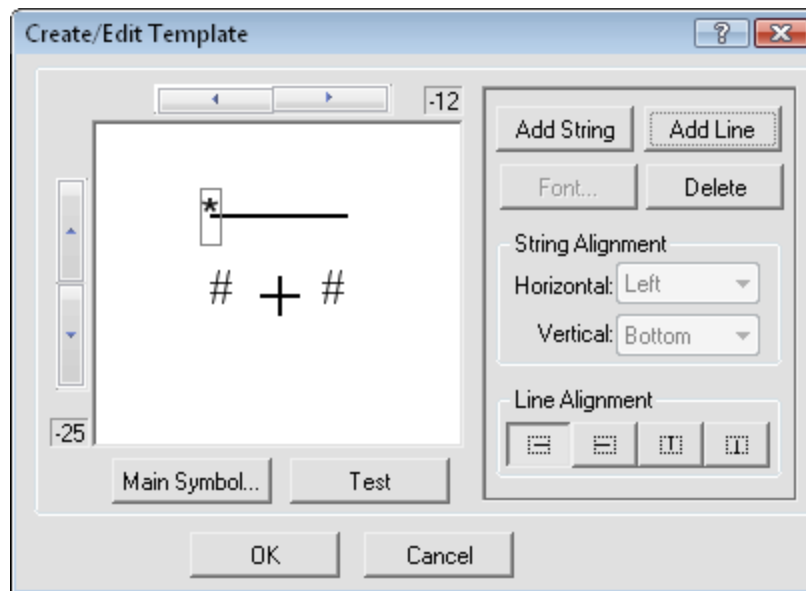 Create/Edit Template
-12
Add String
Add Line
*
Font...
Delete
String Alignment
# + #
Horizontal: Left
Vertical: Bottom
-25
Line Alignment
Main Symbol...
Test
OK
Cancel